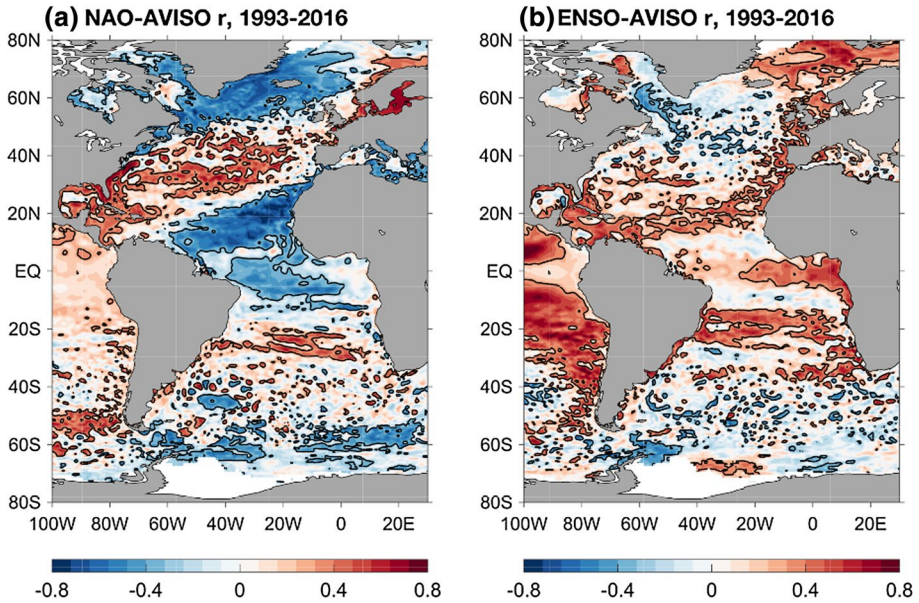 (a) NAO-AVISO r, 1993-2016
(b) ENSO-AVISO r, 1993-2016
80N
60N
40N
20N
EQ
20S
40S
60S
80S
100W 80W 60W 40W 20W 0 20E
-0.8 -0.4 0 0.4 0.8
80N
60N
40N
20N
EQ
20S
40S
60S
80S
100W 80W 60W 40W 20W 0 20E
-0.8 -0.4 0 0.4 0.8